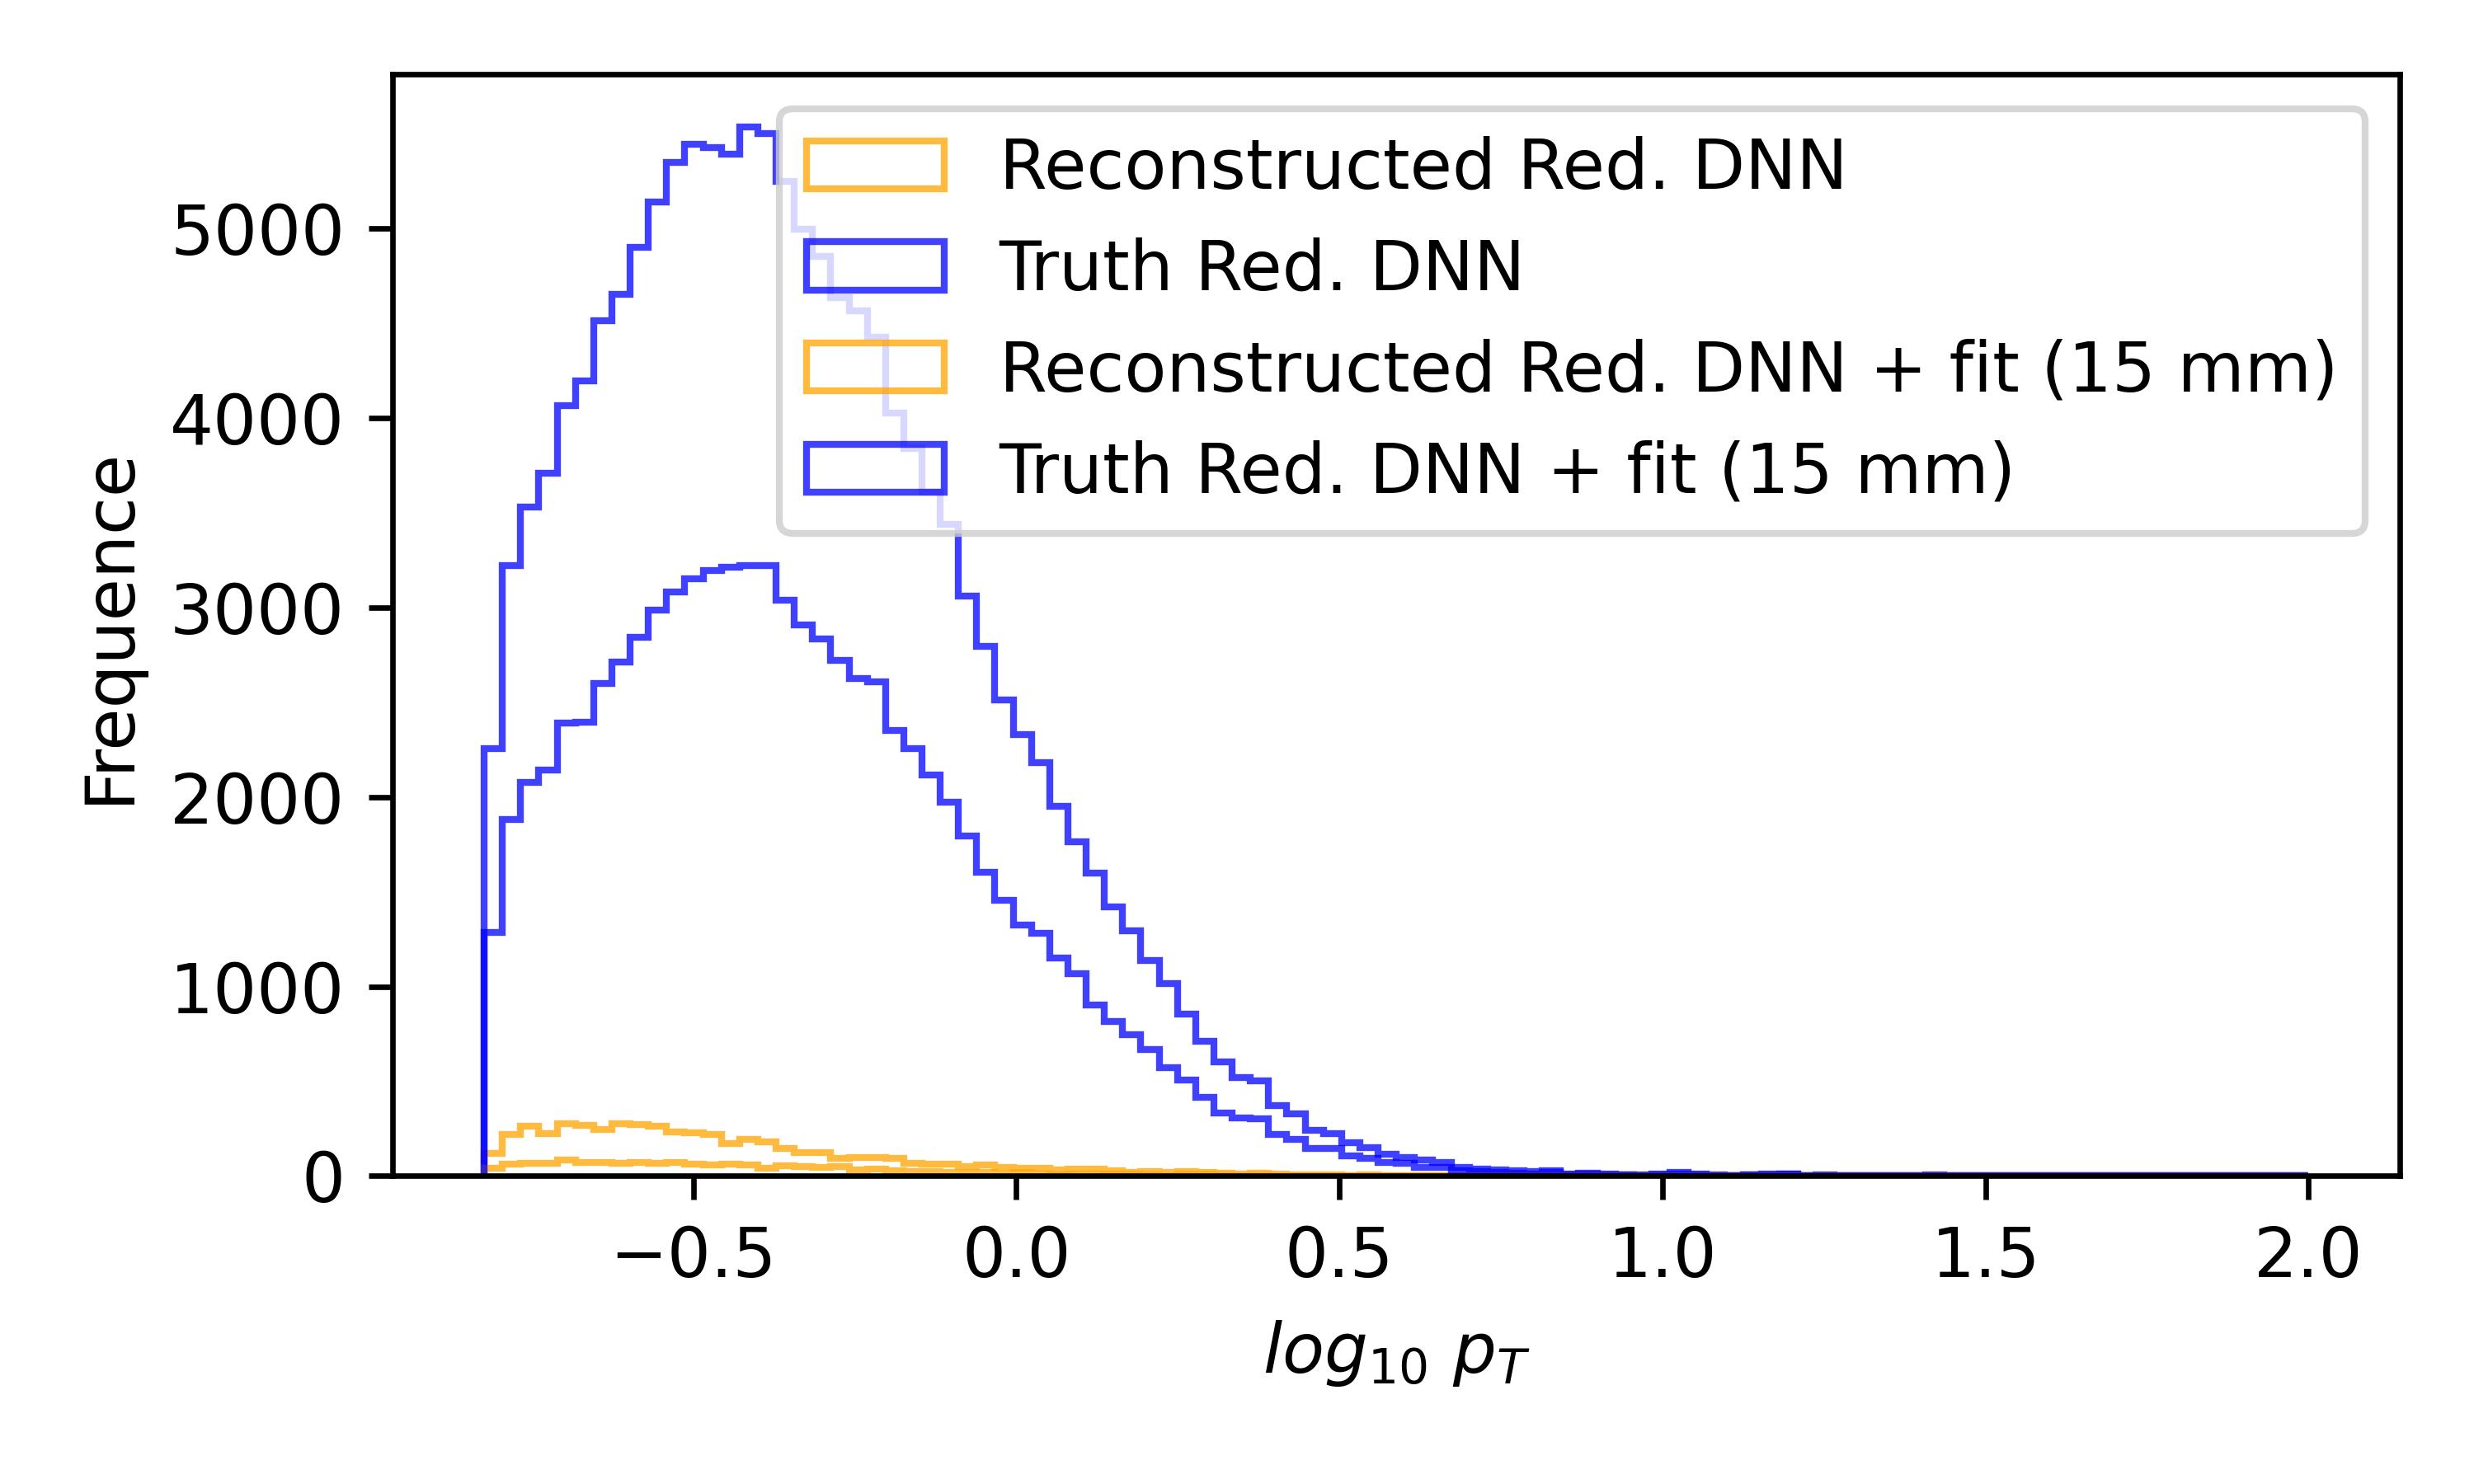 Reconstructed Red. DNN
Truth Red. DNN
Reconstructed Red. DNN + fit (15 mm)
Truth Red. DNN + fit (15 mm)
Frequence
5000
4000
3000
2000
1000
0
−0.5 0.0 0.5 1.0 1.5 2.0
log₁₀ p_T